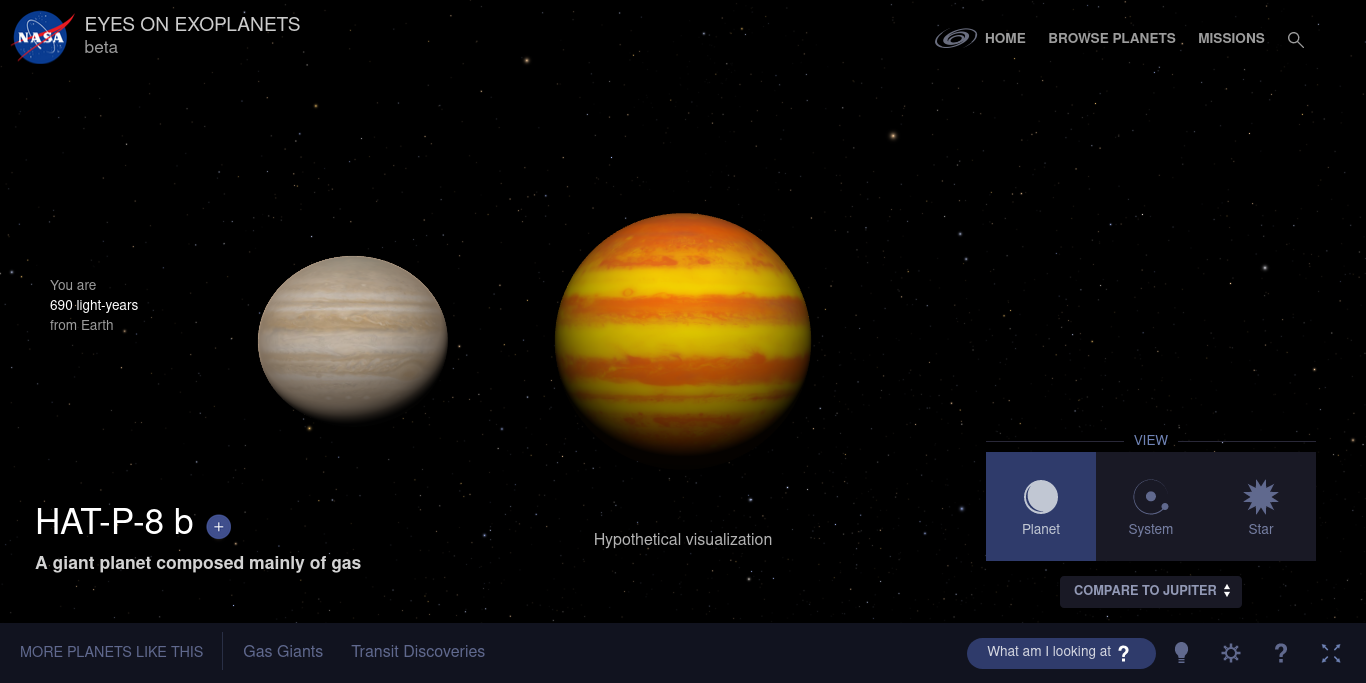 NASA
EYES ON EXOPLANETS
beta
HOME
BROWSE PLANETS
MISSIONS
You are
690 light-years
from Earth
VIEW
Planet
System
Star
HAT-P-8 b +
A giant planet composed mainly of gas
Hypothetical visualization
COMPARE TO JUPITER
MORE PLANETS LIKE THIS
Gas Giants
Transit Discoveries
What am I looking at ?
?